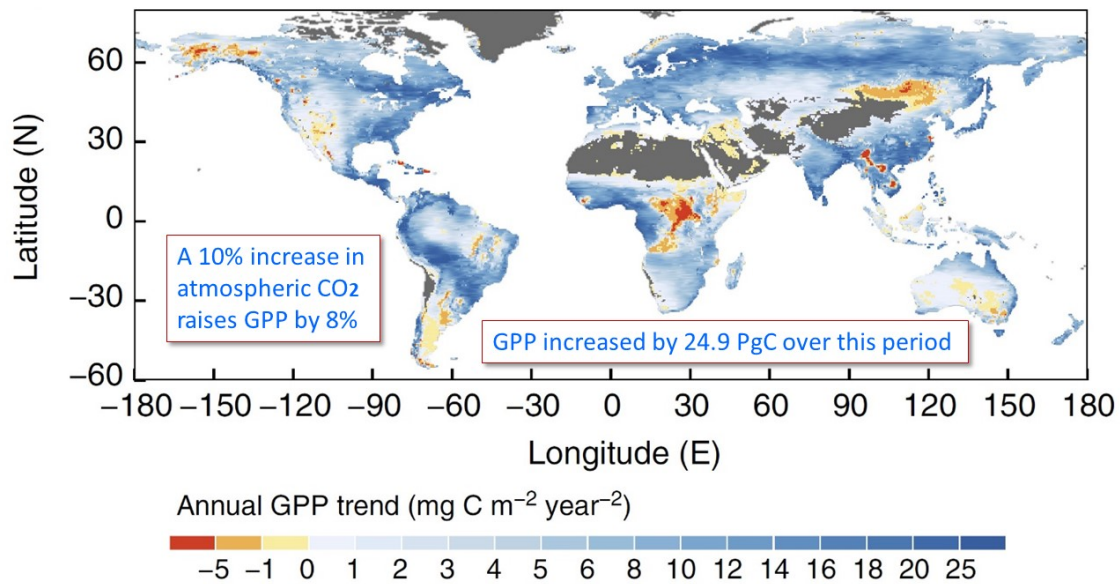 60
30
0
−30
−60
Latitude (N)
A 10% increase in
atmospheric CO2
raises GPP by 8%
GPP increased by 24.9 PgC over this period
−180 −150 −120 −90 −60 −30 0 30 60 90 120 150 180
Longitude (E)
Annual GPP trend (mg C m⁻² year⁻²)
−5 −1 0 1 2 3 4 5 6 8 10 12 14 16 18 20 25